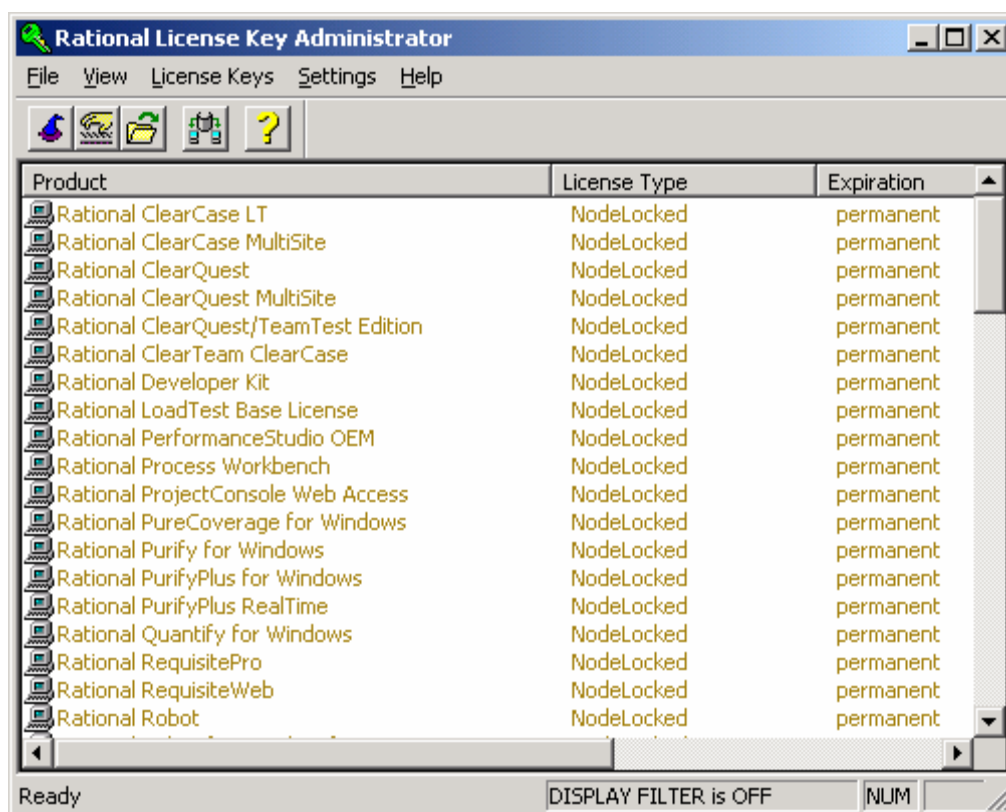 Rational License Key Administrator
File View License Keys Settings Help
Product License Type Expiration
Rational ClearCase LT NodeLocked permanent
Rational ClearCase MultiSite NodeLocked permanent
Rational ClearQuest NodeLocked permanent
Rational ClearQuest MultiSite NodeLocked permanent
Rational ClearQuest/TeamTest Edition NodeLocked permanent
Rational ClearTeam ClearCase NodeLocked permanent
Rational Developer Kit NodeLocked permanent
Rational LoadTest Base License NodeLocked permanent
Rational PerformanceStudio OEM NodeLocked permanent
Rational Process Workbench NodeLocked permanent
Rational ProjectConsole Web Access NodeLocked permanent
Rational PureCoverage for Windows NodeLocked permanent
Rational Purify for Windows NodeLocked permanent
Rational PurifyPlus for Windows NodeLocked permanent
Rational PurifyPlus RealTime NodeLocked permanent
Rational Quantify for Windows NodeLocked permanent
Rational RequisitePro NodeLocked permanent
Rational RequisiteWeb NodeLocked permanent
Rational Robot NodeLocked permanent
Ready DISPLAY FILTER is OFF NUM